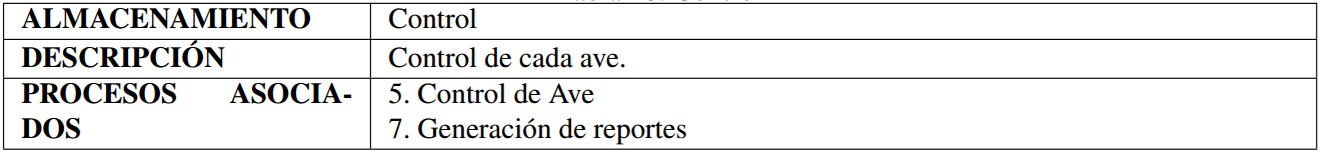 ALMACENAMIENTO Control
DESCRIPCIÓN Control de cada ave.
PROCESOS ASOCIA- 5. Control de Ave
DOS 7. Generación de reportes